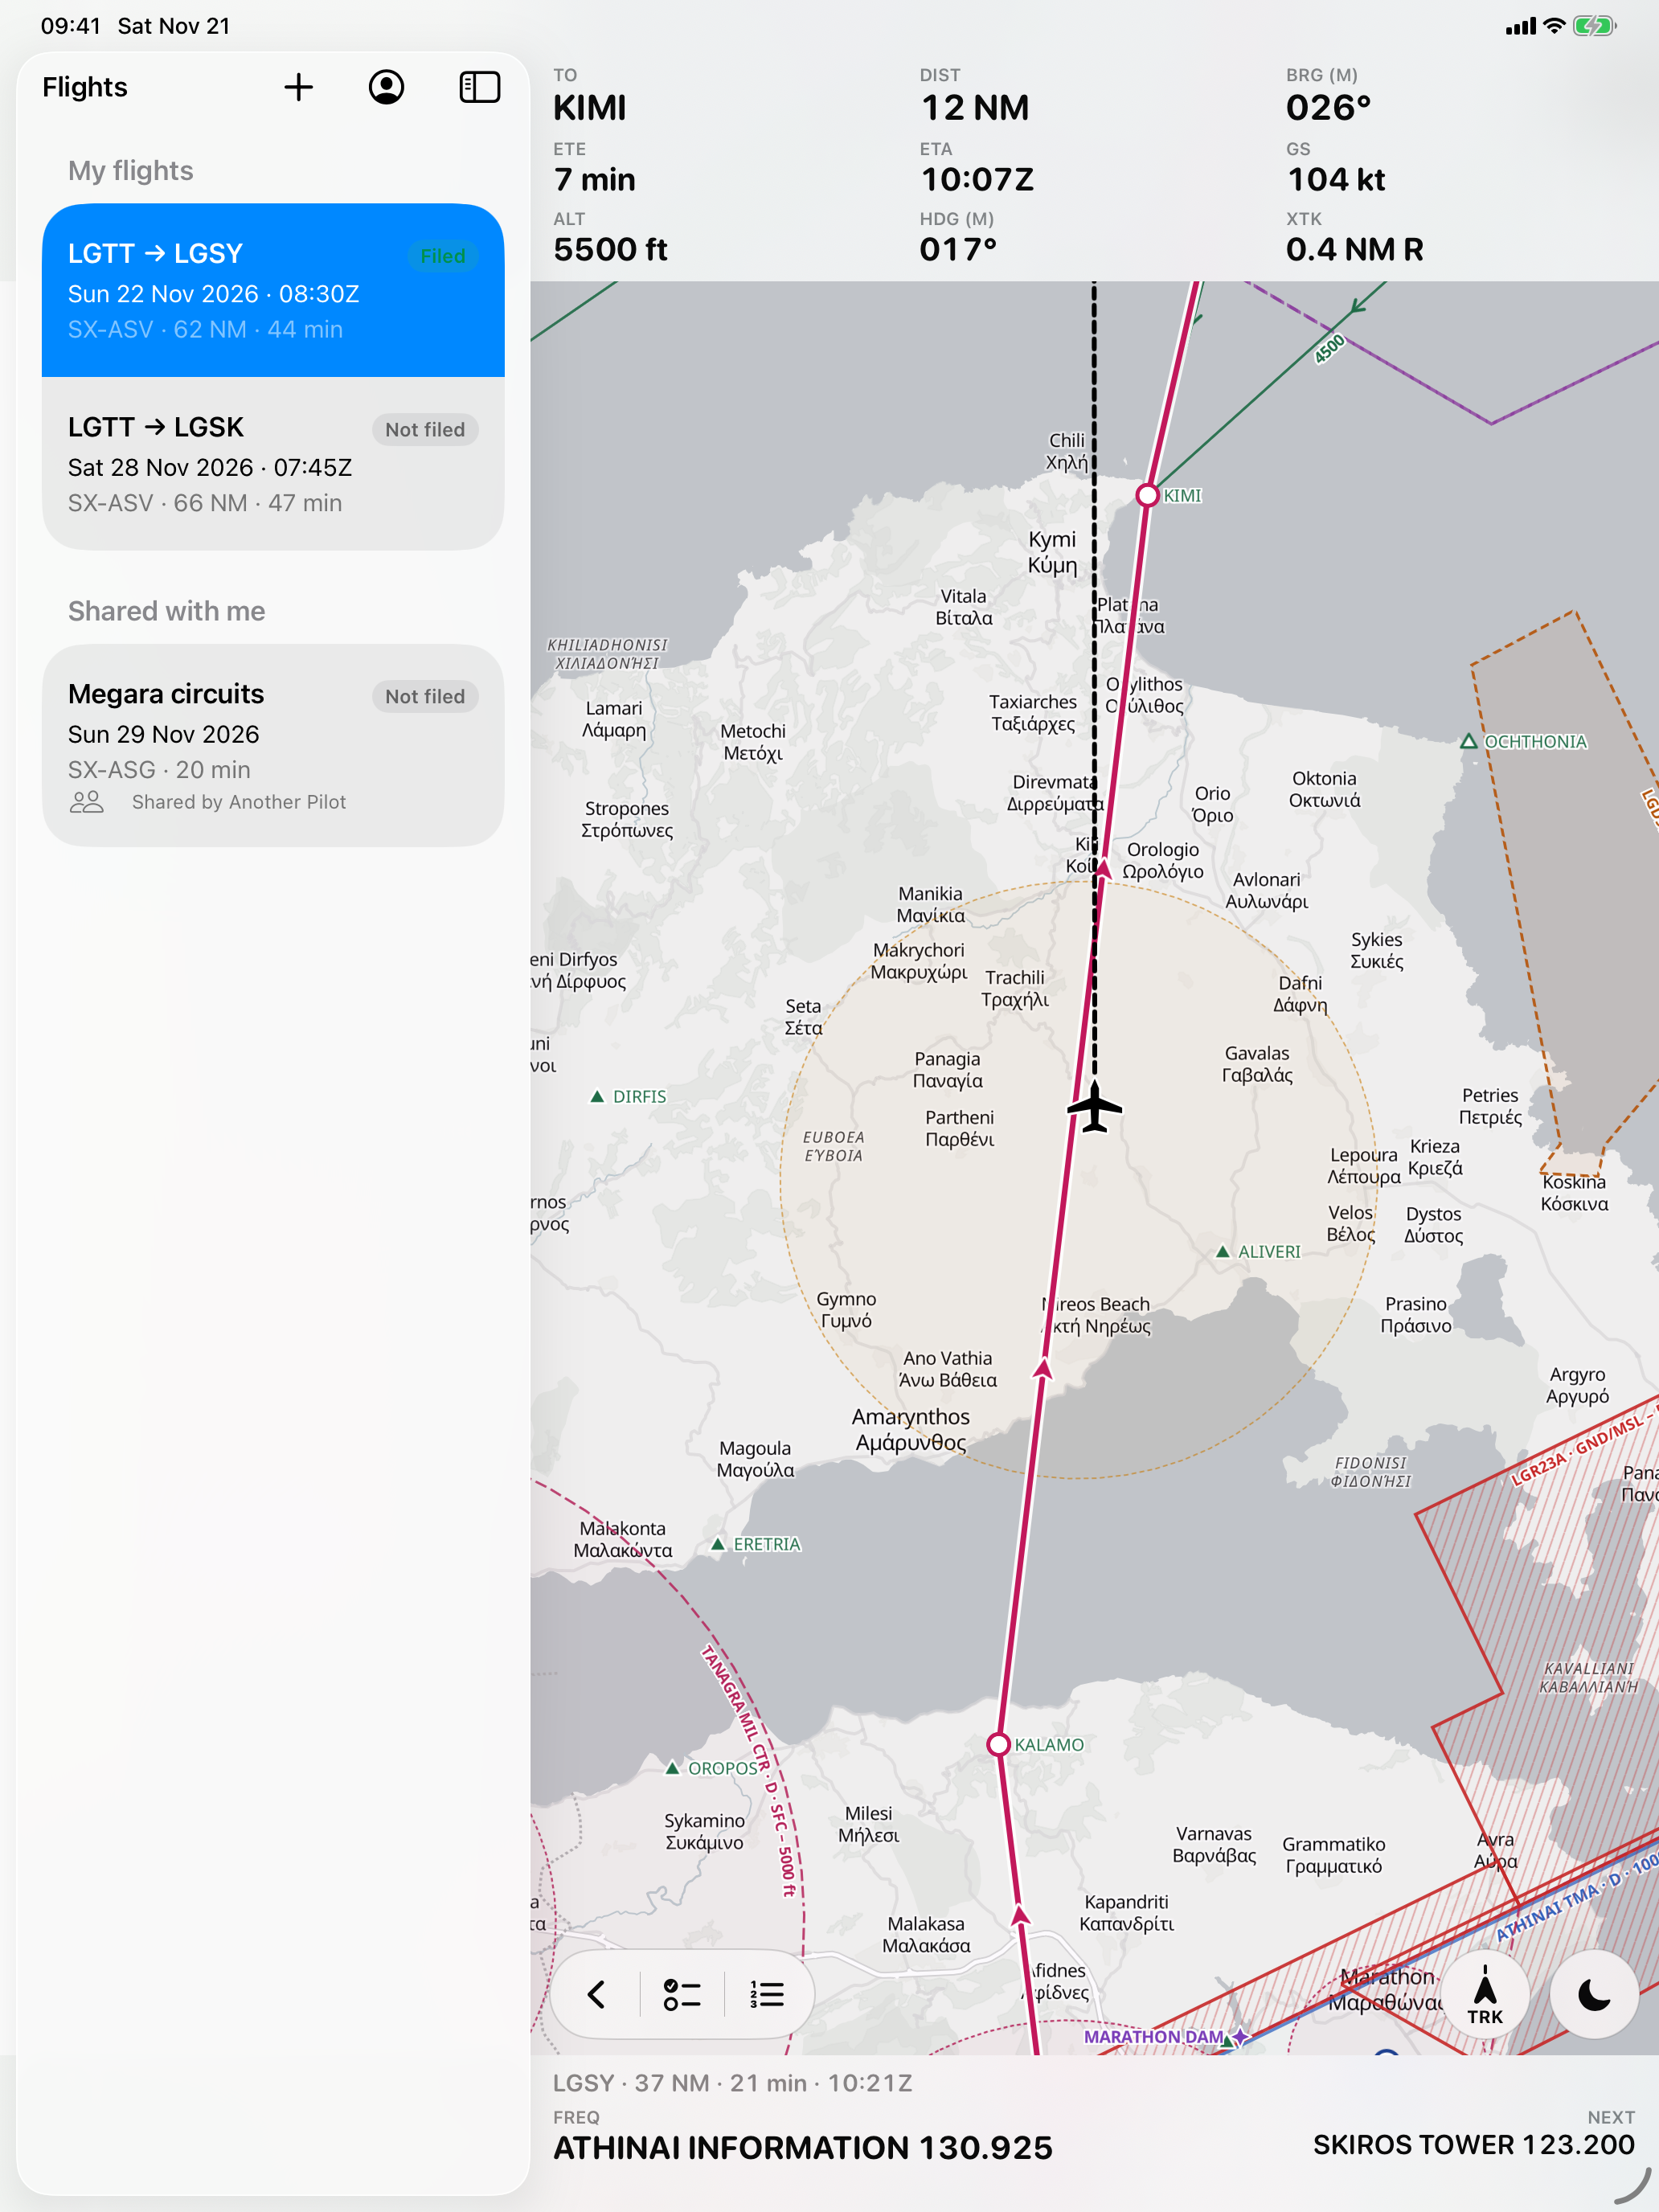 09:41 Sat Nov 21
Flights
My flights
LGTT → LGSY
Filed
Sun 22 Nov 2026 · 08:30Z
SX-ASV · 62 NM · 44 min
LGTT → LGSK
Not filed
Sat 28 Nov 2026 · 07:45Z
SX-ASV · 66 NM · 47 min
Shared with me
Megara circuits
Not filed
Sun 29 Nov 2026
SX-ASG · 20 min
Shared by Another Pilot
TO
KIMI
DIST
12 NM
BRG (M)
026°
ETE
7 min
ETA
10:07Z
GS
104 kt
ALT
5500 ft
HDG (M)
017°
XTK
0.4 NM R
4500
Chili
Χηλή
KIMI
Kymi
Κύμη
Vitala
Βίταλα
KHILIADHONISI
ΧΙΛΙΑΔΟΝΉΣΙ
Lamari
Λάμαρη
Metochi
Μετόχι
Taxiarches
Ταξιάρχες
OCHTHONIA
Direvmata
Διρρεύματα
Orio
Όριο
Oktonia
Οκτωνιά
Stropones
Στρόπωνες
Orologio
Ωρολόγιο
Avlonari
Αυλωνάρι
Manikia
Μανίκια
Makrychori
Μακρυχώρι
Sykies
Συκιές
Dirfyos
Δίρφυος
Trachili
Τραχήλι
Dafni
Δάφνη
Seta
Σέτα
Panagia
Παναγία
Gavalas
Γαβαλάς
DIRFIS
Petries
Πετριές
Partheni
Παρθένι
EUBOEA
ΕΎΒΟΙΑ
Krieza
Κριεζά
Lepoura
Λέπουρα
Koskina
Κόσκινα
Velos
Βέλος
Dystos
Δύστος
ALIVERI
Gymno
Γυμνό
Beach
Νηρέως
Prasino
Πράσινο
Ano Vathia
Άνω Βάθεια
Argyro
Αργυρό
Amarynthos
Αμάρυνθος
Magoula
Μαγούλα
FIDONISI
ΦΙΔΟΝΉΣΙ
LGR23A · GND/MSL –
Malakonta
Μαλακώντα
ERETRIA
TANAGRA MIL CTR · D · SFC – 5000 ft
KAVALLIANI
ΚΑΒΑΛΛΙΑΝΉ
KALAMO
OROPOS
Sykamino
Συκάμινο
Milesi
Μήλεσι
Varnavas
Βαρνάβας
Grammatiko
Γραμματικό
Avra
Αύρα
ATHINAI TMA · D ·
Kapandriti
Καπανδρίτι
Malakasa
Μαλακάσα
Marathon
MARATHON DAM
TRK
LGSY · 37 NM · 21 min · 10:21Z
FREQ
ATHINAI INFORMATION 130.925
NEXT
SKIROS TOWER 123.200